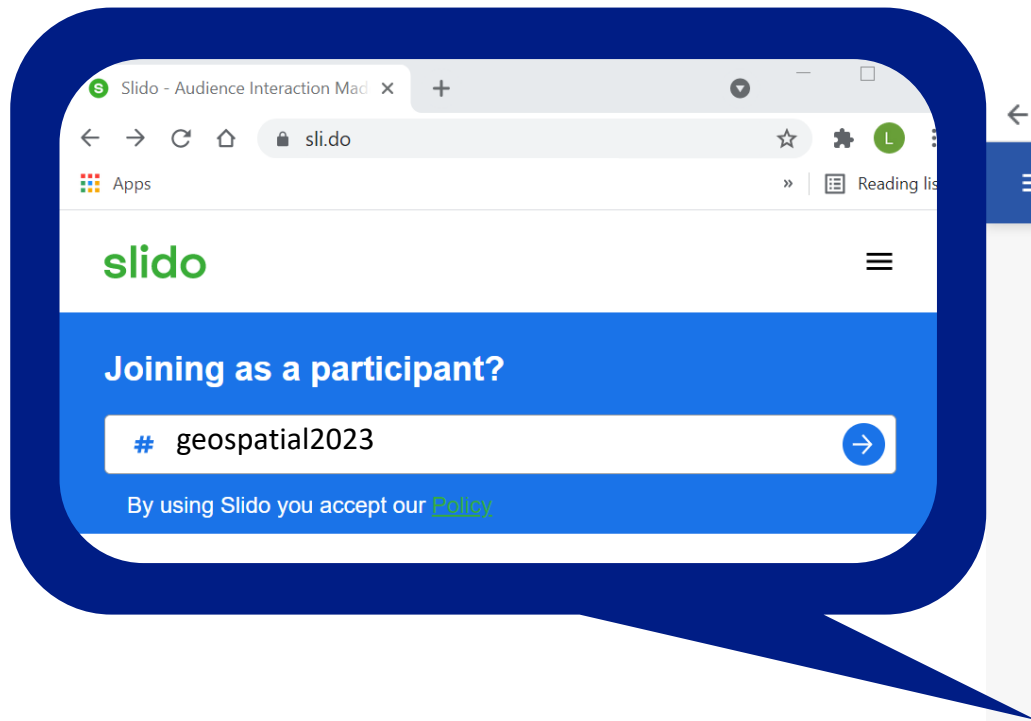 S Slido - Audience Interaction Mad
sli.do
L
Apps
» Reading lis
slido
Joining as a participant?
# geospatial2023
By using Slido you accept our Policy